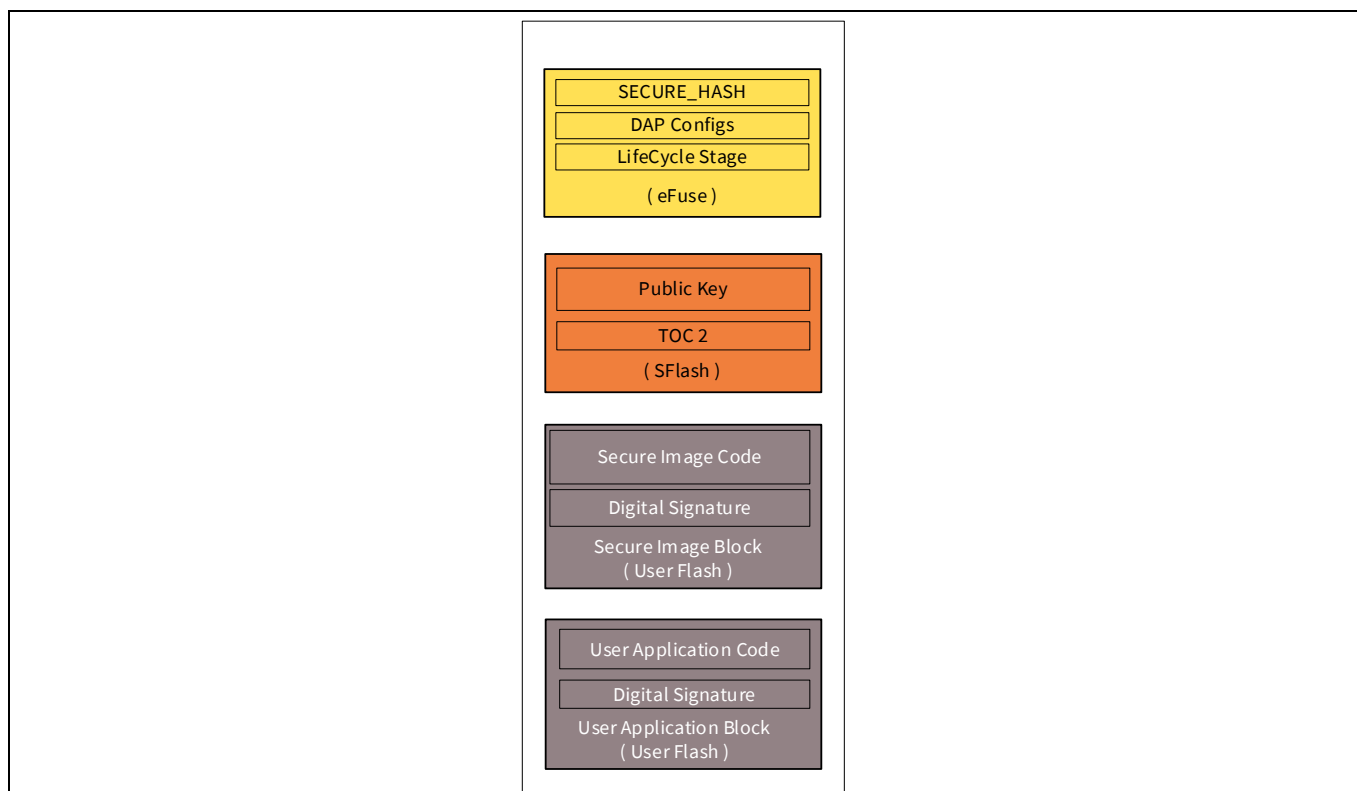 SECURE_HASH
DAP Configs
LifeCycle Stage
( eFuse )
Public Key
TOC 2
( SFlash )
Secure Image Code
Digital Signature
Secure Image Block
( User Flash )
User Application Code
Digital Signature
User Application Block
( User Flash )